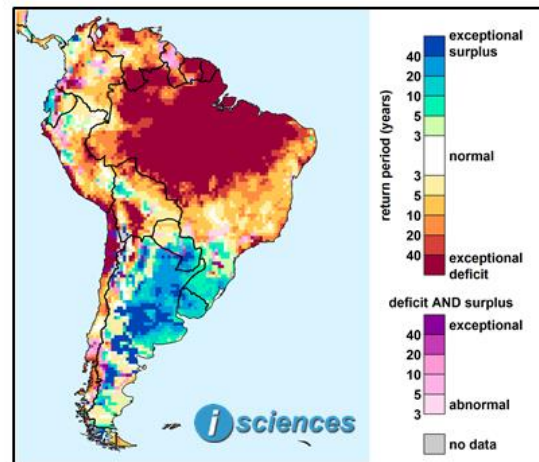 exceptional
surplus
40
20
10
5
3
normal
3
5
10
20
40
exceptional
deficit
return period (years)
deficit AND surplus
exceptional
40
20
10
5
3
abnormal
no data
i sciences